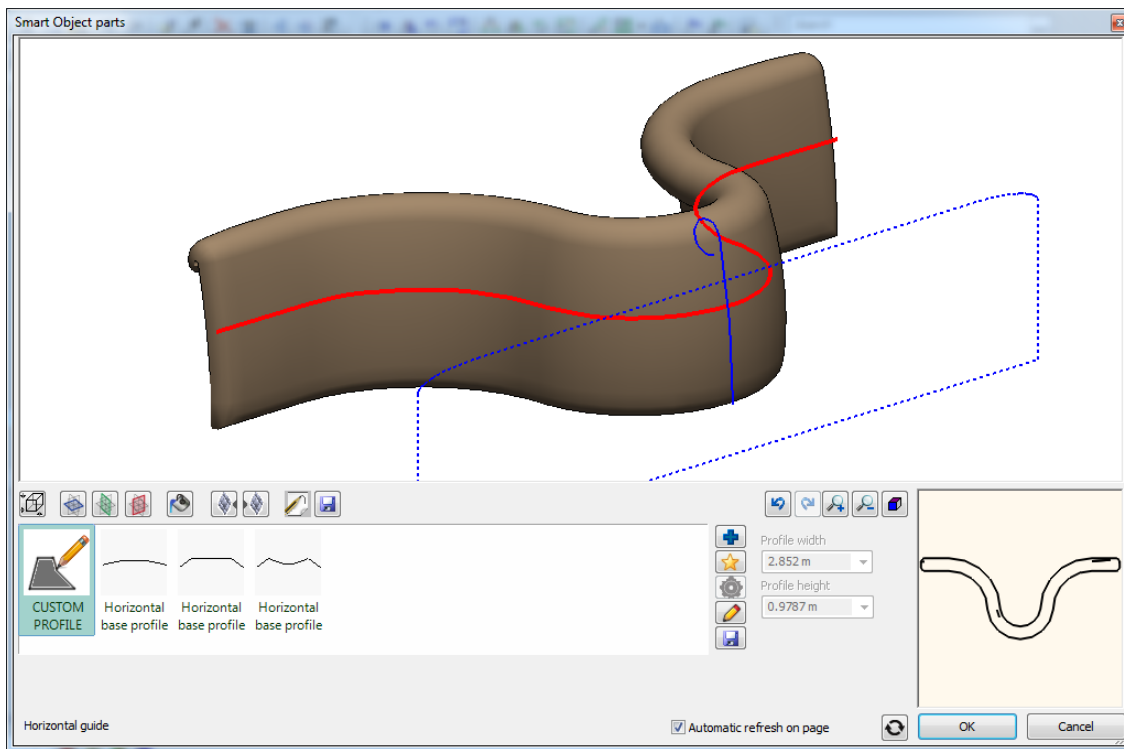 Smart Object parts
Search
Profile width
2.852 m
Profile height
0.9787 m
CUSTOM PROFILE
Horizontal base profile
Horizontal base profile
Horizontal base profile
Horizontal guide
Automatic refresh on page
OK
Cancel